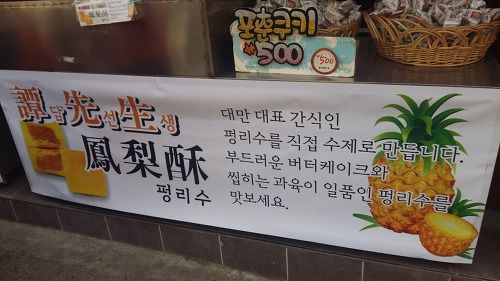 포춘쿠키
₩500
₩500
譚담先선生생
鳳梨酥
펑리수
대만 대표 간식인
펑리수를 직접 수제로 만듭니다.
부드러운 버터케이크와
씹히는 과육이 일품인 펑리수를
맛보세요.